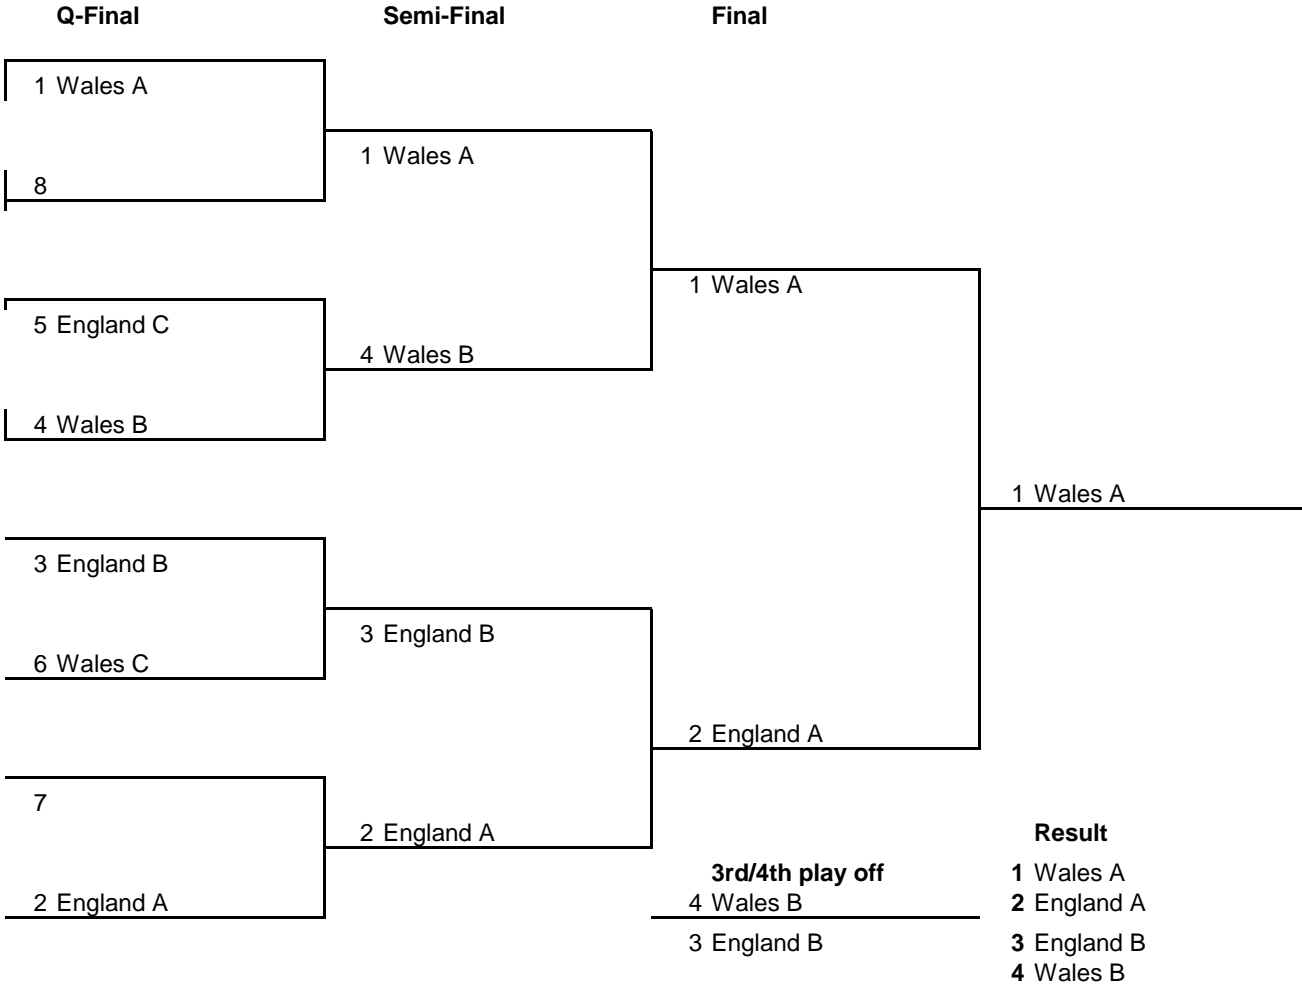 Q-Final Semi-Final Final
1 Wales A
1 Wales A
8
1 Wales A
5 England C
4 Wales B
4 Wales B
1 Wales A
3 England B
3 England B
6 Wales C
2 England A
7
2 England A
Result
3rd/4th play off
1 Wales A
2 England A
4 Wales B
2 England A
3 England B
3 England B
4 Wales B